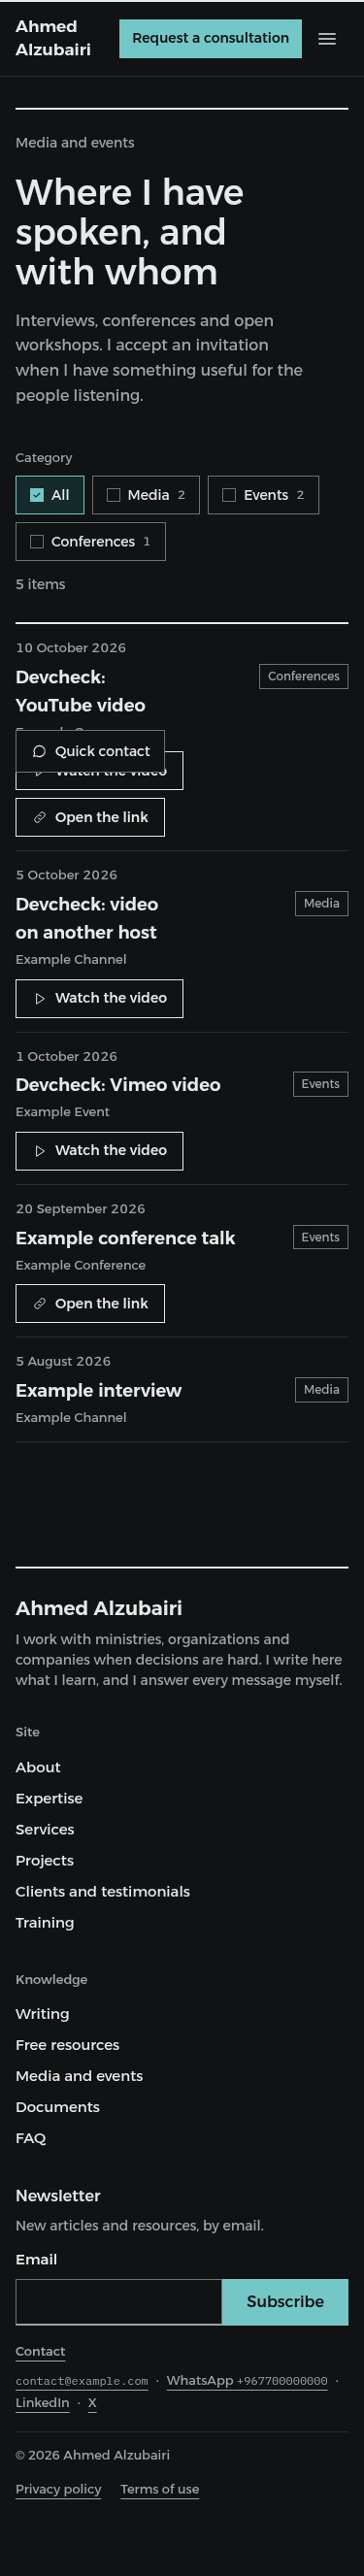 Ahmed
Alzubairi
Request a consultation
Media and events
Where I have
spoken, and
with whom
Interviews, conferences and open
workshops. I accept an invitation
when I have something useful for the
people listening.
Category
All
Media 2
Events 2
Conferences 1
5 items
10 October 2026
Devcheck:
YouTube video
Conferences
Quick contact
Watch the video
Open the link
5 October 2026
Devcheck: video
on another host
Media
Example Channel
Watch the video
1 October 2026
Devcheck: Vimeo video
Events
Example Event
Watch the video
20 September 2026
Example conference talk
Events
Example Conference
Open the link
5 August 2026
Example interview
Media
Example Channel
Ahmed Alzubairi
I work with ministries, organizations and
companies when decisions are hard. I write here
what I learn, and I answer every message myself.
Site
About
Expertise
Services
Projects
Clients and testimonials
Training
Knowledge
Writing
Free resources
Media and events
Documents
FAQ
Newsletter
New articles and resources, by email.
Email
Subscribe
Contact
contact@example.com · WhatsApp +967700000000 ·
LinkedIn · X
© 2026 Ahmed Alzubairi
Privacy policy Terms of use